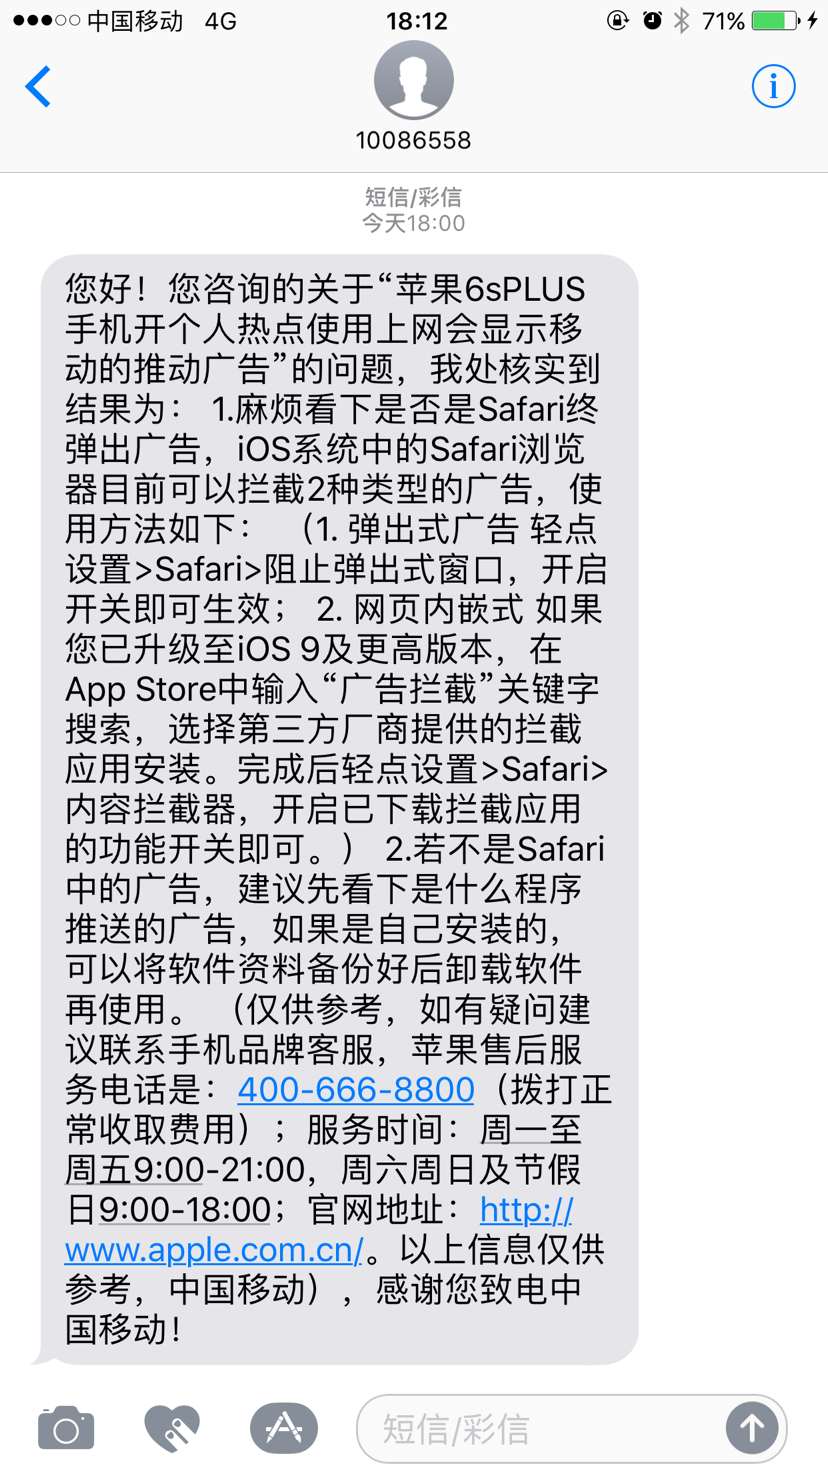 中国移动 4G 18:12 71%
10086558
短信/彩信
今天18:00
您好！您咨询的关于“苹果6sPLUS
手机开个人热点使用上网会显示移
动的推动广告”的问题，我处核实到
结果为： 1.麻烦看下是否是Safari终
弹出广告，iOS系统中的Safari浏览
器目前可以拦截2种类型的广告，使
用方法如下： （1. 弹出式广告 轻点
设置>Safari>阻止弹出式窗口，开启
开关即可生效； 2. 网页内嵌式 如果
您已升级至iOS 9及更高版本，在
App Store中输入“广告拦截”关键字
搜索，选择第三方厂商提供的拦截
应用安装。完成后轻点设置>Safari>
内容拦截器，开启已下载拦截应用
的功能开关即可。） 2.若不是Safari
中的广告，建议先看下是什么程序
推送的广告，如果是自己安装的，
可以将软件资料备份好后卸载软件
再使用。 （仅供参考，如有疑问建
议联系手机品牌客服，苹果售后服
务电话是：400-666-8800（拨打正
常收取费用）；服务时间：周一至
周五9:00-21:00，周六周日及节假
日9:00-18:00；官网地址：http://
www.apple.com.cn/。以上信息仅供
参考，中国移动），感谢您致电中
国移动！
短信/彩信